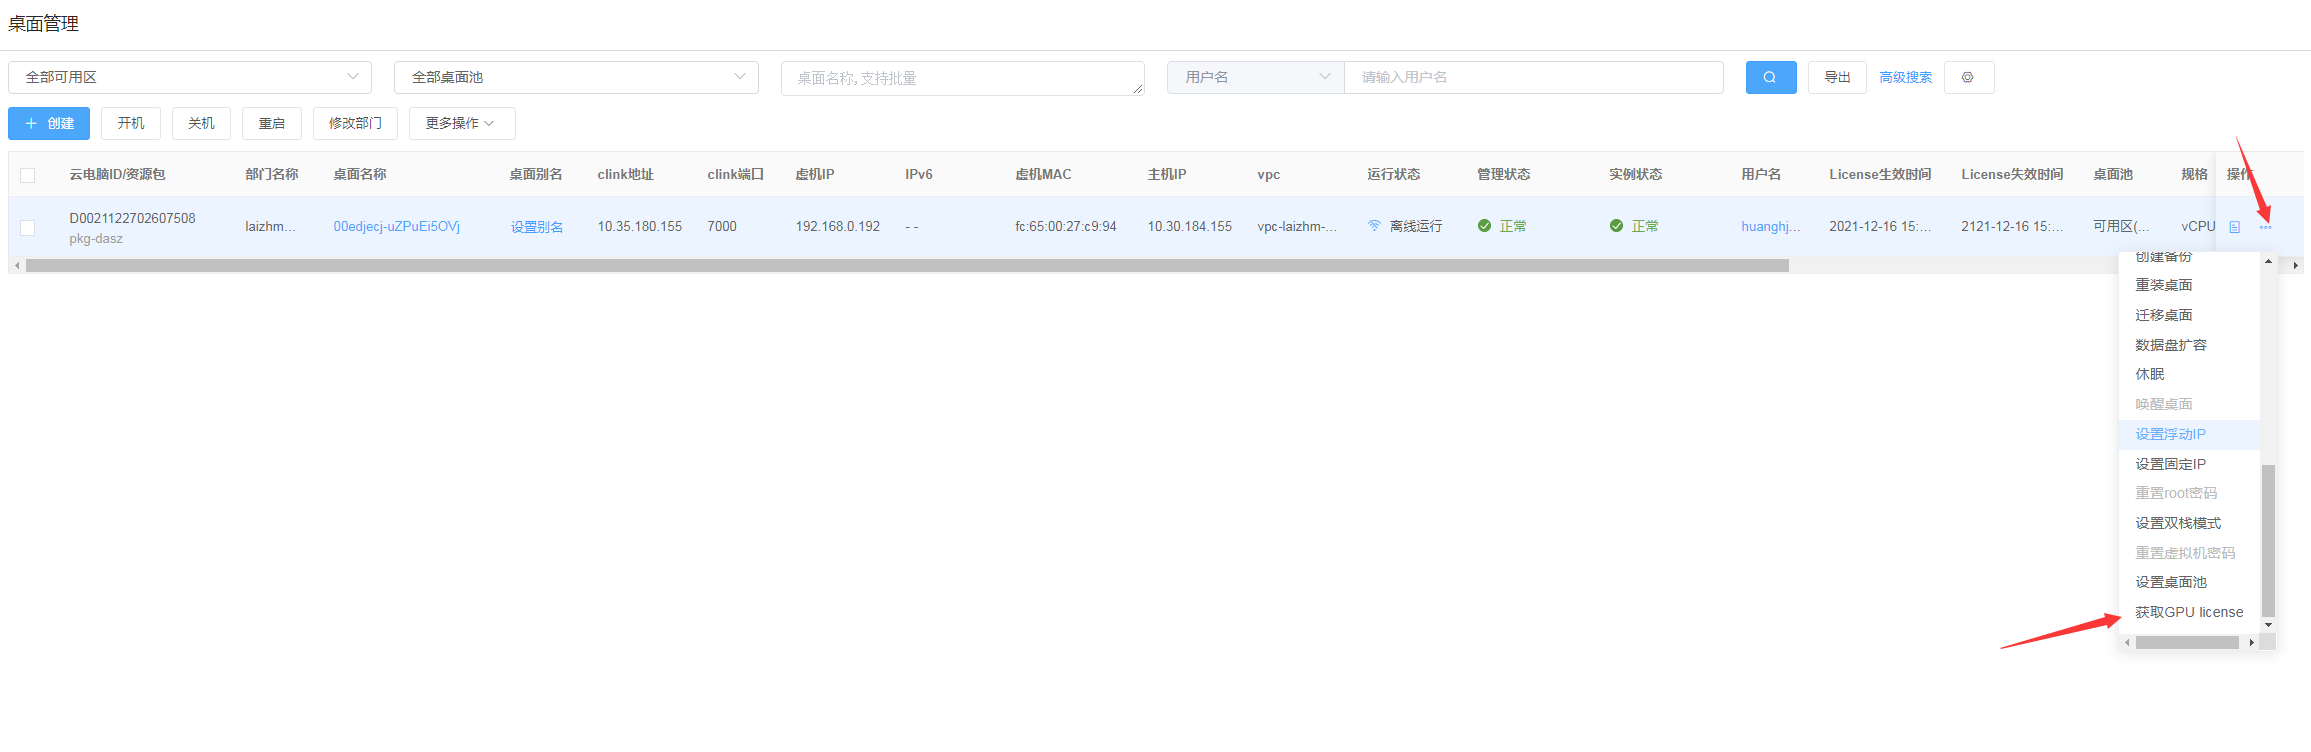 桌面管理
全部可用区 全部桌面池 桌面名称,支持批量 用户名 请输入用户名 导出 高级搜索
创建 开机 关机 重启 修改部门 更多操作
云电脑ID/资源包 部门名称 桌面名称 桌面别名 clink地址 clink端口 虚机IP IPv6 虚机MAC 主机IP vpc 运行状态 管理状态 实例状态 用户名 License生效时间 License失效时间 桌面池 规格 操作
D0021122702607508 laizhm... 00edjecj-uZPuEi5OVj 设置别名 10.35.180.155 7000 192.168.0.192 - - fc:65:00:27:c9:94 10.30.184.155 vpc-laizhm-... 离线运行 正常 正常 huanghj... 2021-12-16 15:... 2121-12-16 15:... 可用区(... vCPU
pkg-dasz
创建备份
重装桌面
迁移桌面
数据盘扩容
休眠
唤醒桌面
设置浮动IP
设置固定IP
重置root密码
设置双栈模式
重置虚拟机密码
设置桌面池
获取GPU license